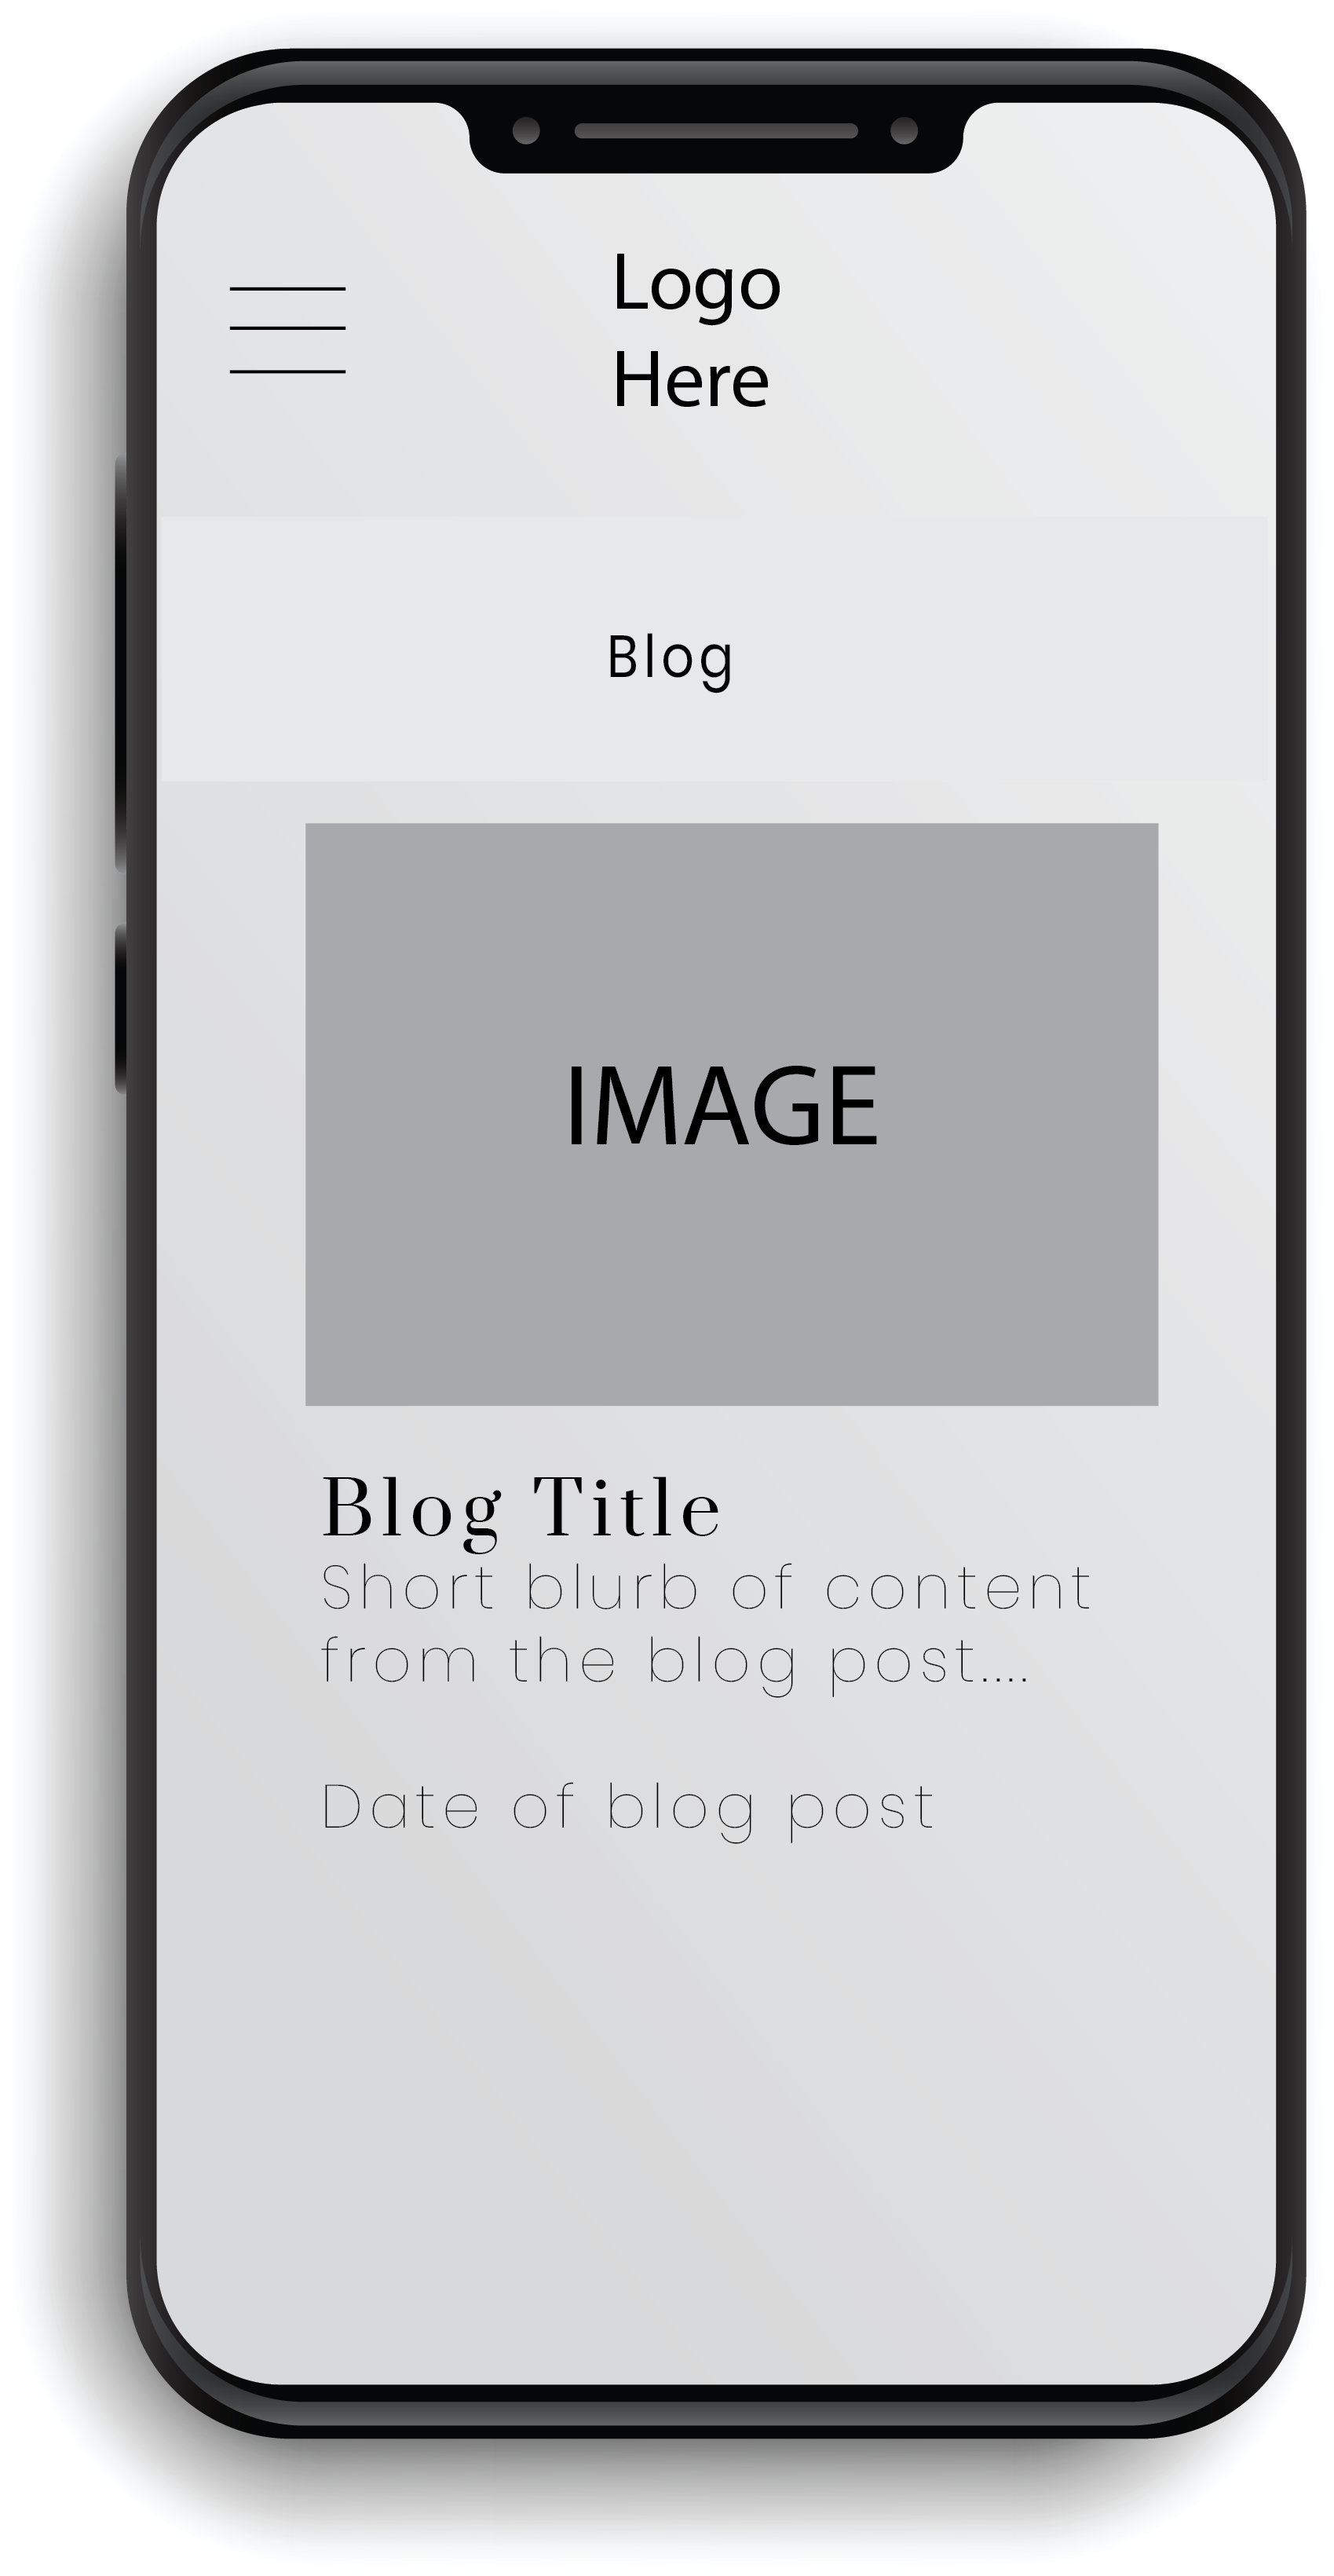 Logo
Here
Blog
IMAGE
Blog Title
Short blurb of content
from the blog post....
Date of blog post